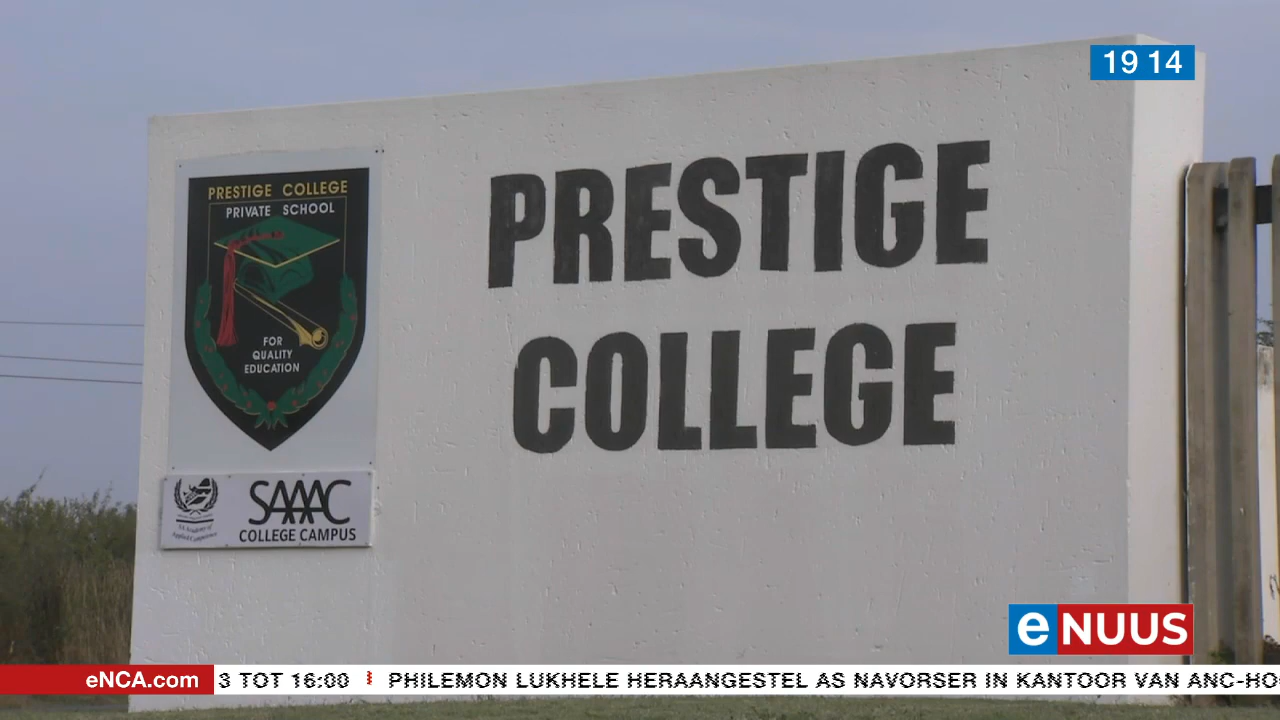 19 14
PRESTIGE COLLEGE
PRIVATE SCHOOL
FOR
QUALITY
EDUCATION
PRESTIGE
COLLEGE
SAAAC
COLLEGE CAMPUS
e NUUS
eNCA.com
3 TOT 16:00 PHILEMON LUKHELE HERAANGESTEL AS NAVORSER IN KANTOOR VAN ANC-HO